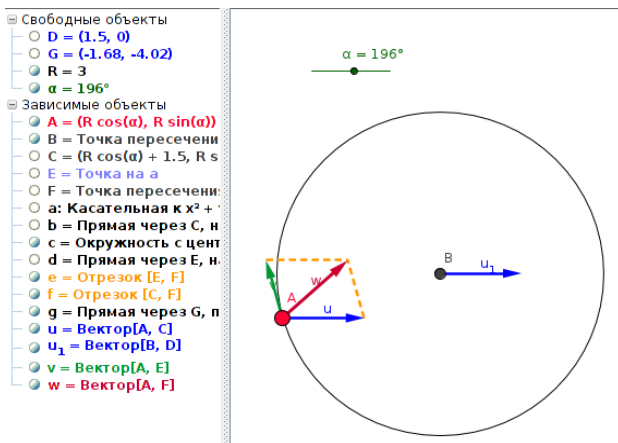 Свободные объекты
D = (1.5, 0)
G = (-1.68, -4.02)
R = 3
α = 196°
Зависимые объекты
A = (R cos(α), R sin(α))
B = Точка пересечени
C = (R cos(α) + 1.5, R s
E = Точка на a
F = Точка пересечени
a: Касательная к x² +
b = Прямая через C, н
c = Окружность с цент
d = Прямая через E, на
e = Отрезок [E, F]
f = Отрезок [C, F]
g = Прямая через G, п
u = Вектор[A, C]
u₁ = Вектор[B, D]
v = Вектор[A, E]
w = Вектор[A, F]
α = 196°
B
u₁
w
A
u